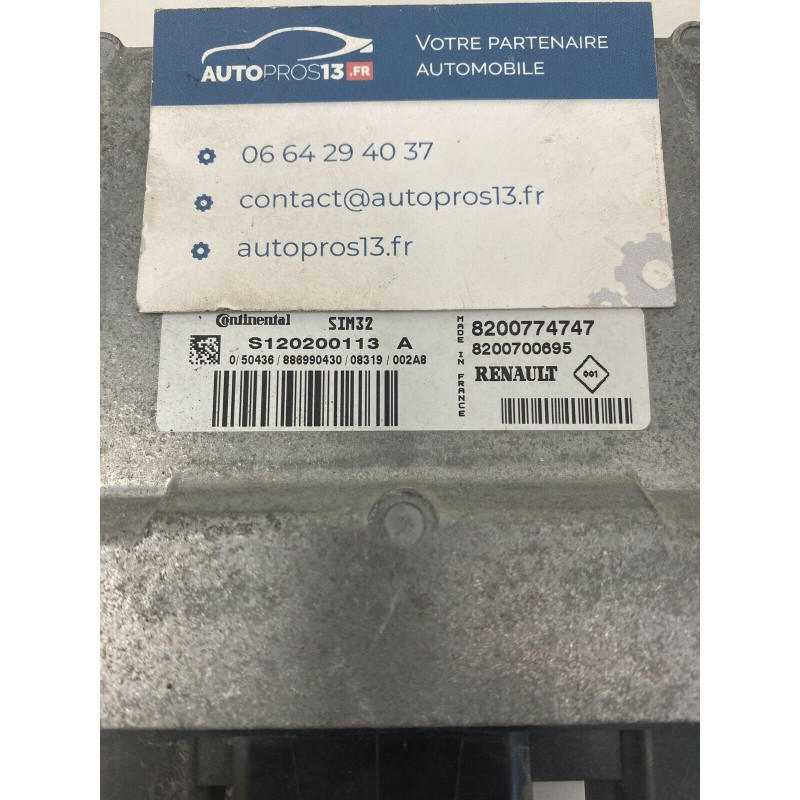 AUTOPROS13.FR
VOTRE PARTENAIRE
AUTOMOBILE
06 64 29 40 37
contact@autopros13.fr
autopros13.fr
Continental SIM32
S120200113 A
0/50436/886990430/08319/002A8
MADE IN FRANCE
8200774747
8200700695
RENAULT 001